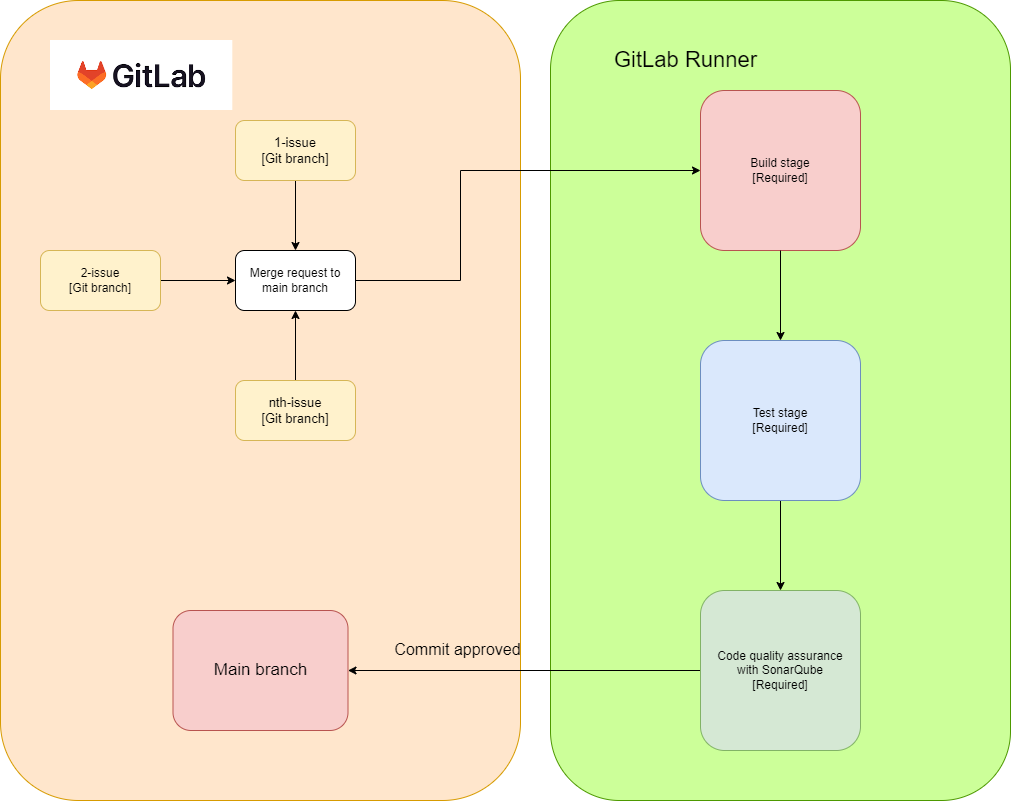 GitLab
1-issue
[Git branch]
2-issue
[Git branch]
Merge request to
main branch
nth-issue
[Git branch]
Main branch
Commit approved
GitLab Runner
Build stage
[Required]
Test stage
[Required]
Code quality assurance
with SonarQube
[Required]